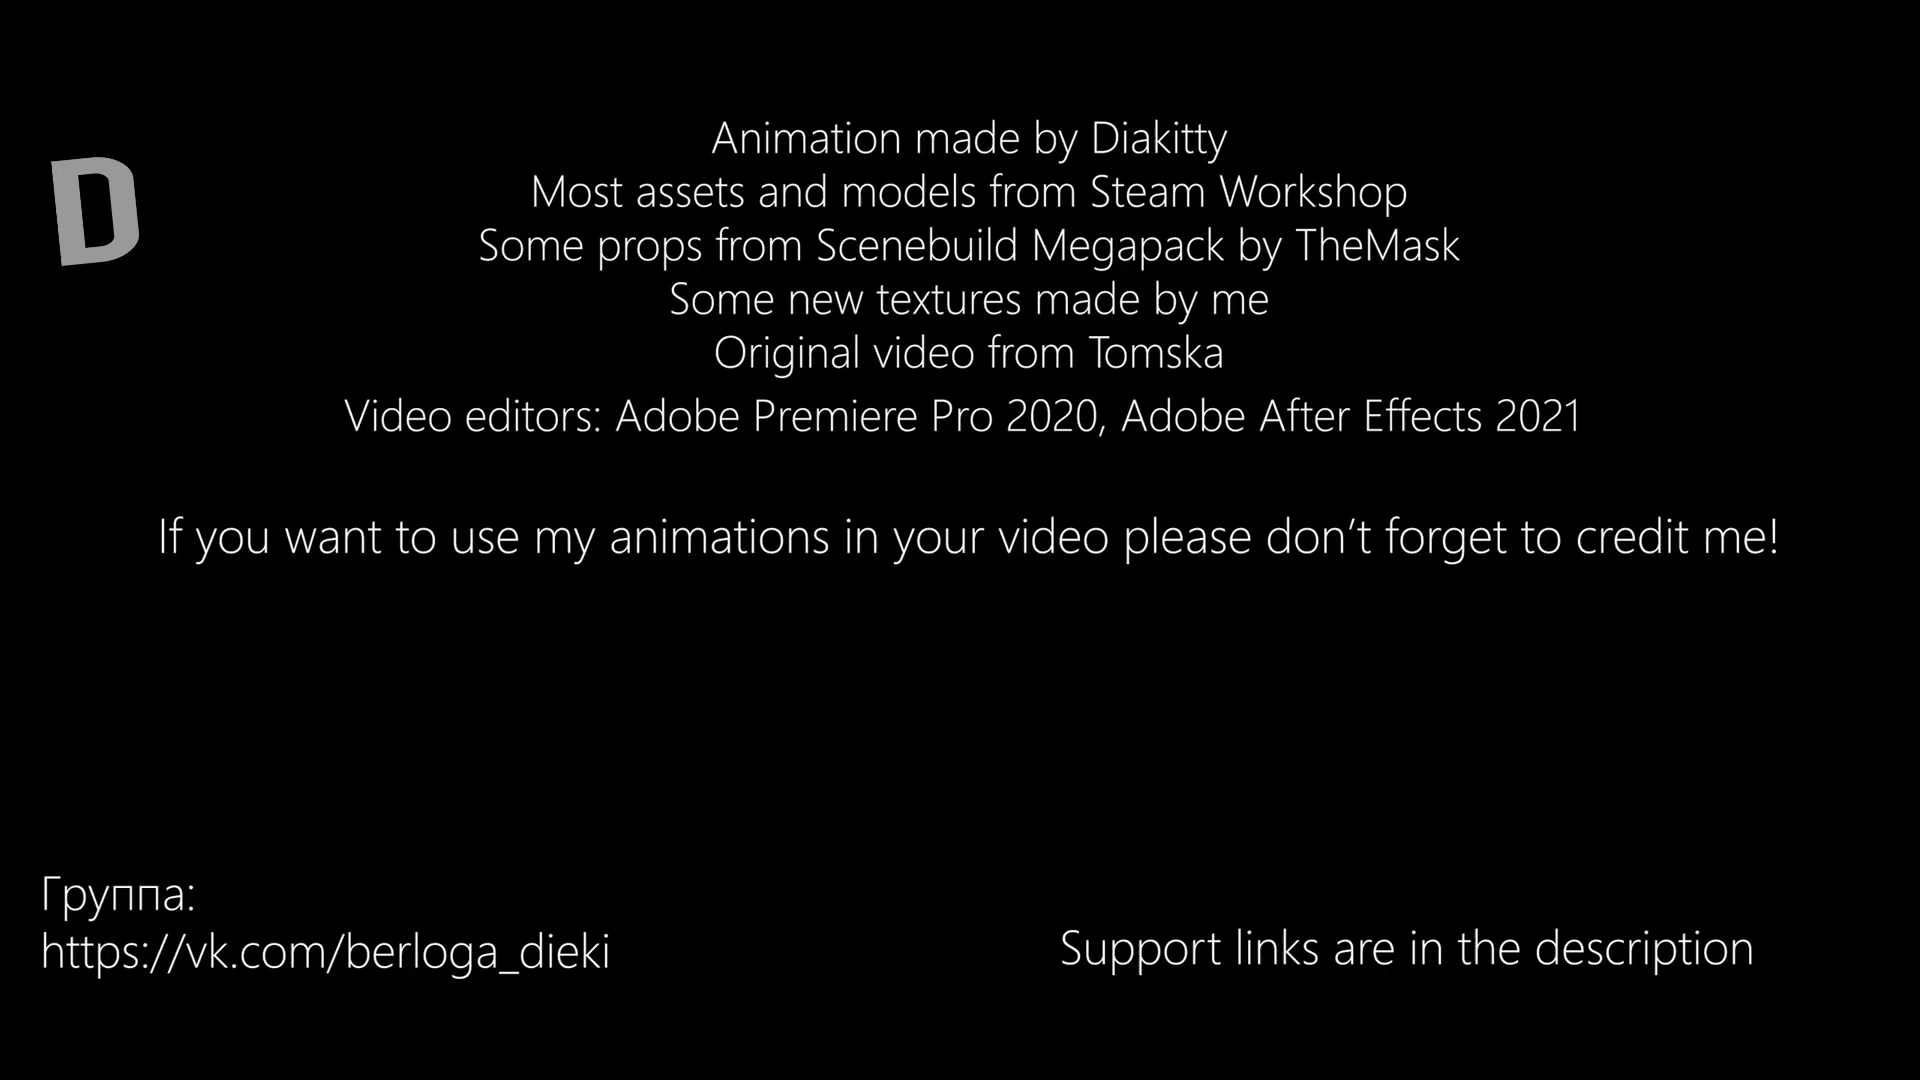 D
Animation made by Diakitty
Most assets and models from Steam Workshop
Some props from Scenebuild Megapack by TheMask
Some new textures made by me
Original video from Tomska
Video editors: Adobe Premiere Pro 2020, Adobe After Effects 2021
If you want to use my animations in your video please don’t forget to credit me!
Группа:
https://vk.com/berloga_dieki
Support links are in the description